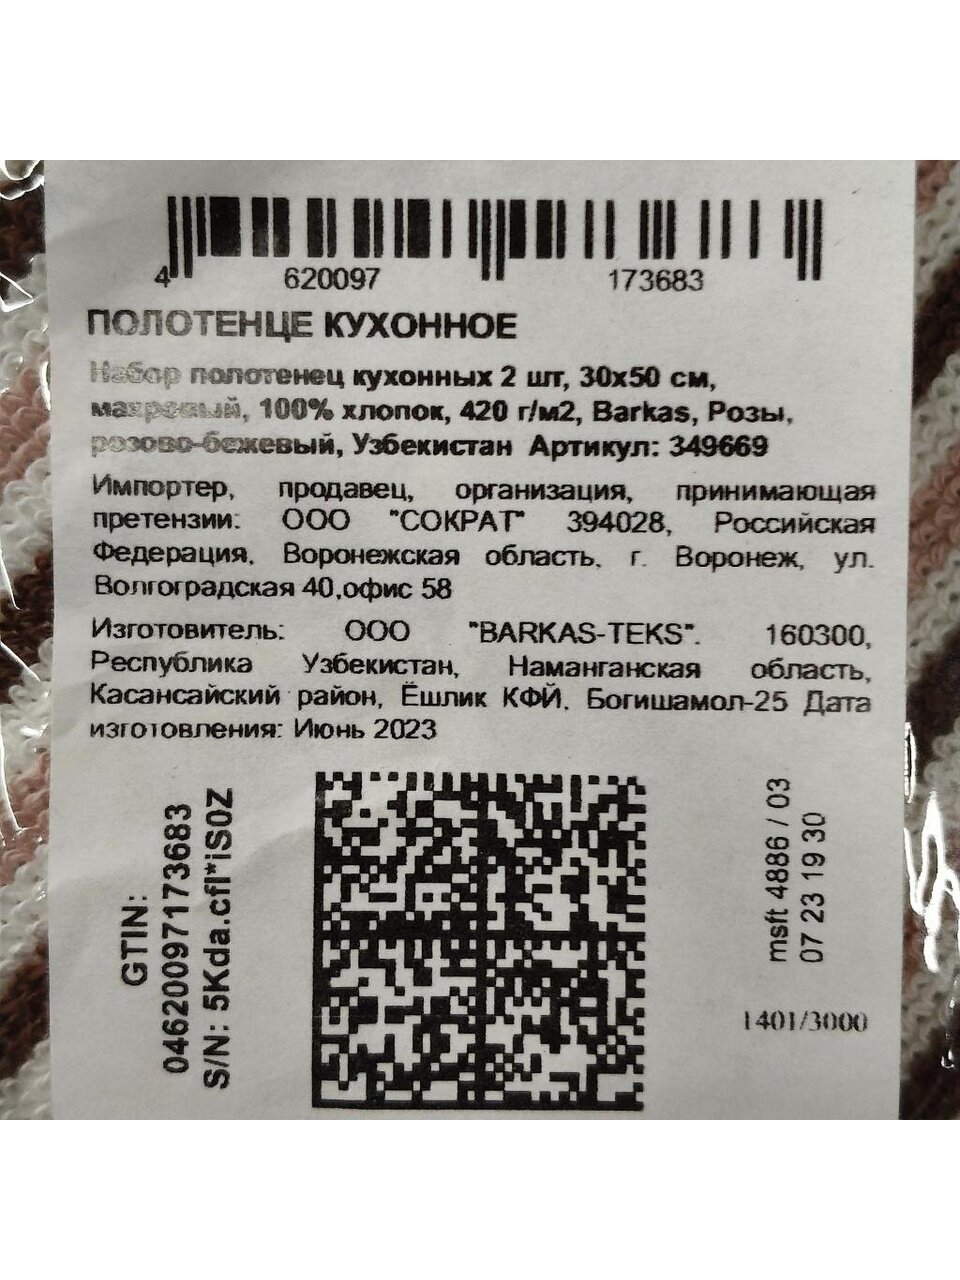 4 620097 173683
ПОЛОТЕНЦЕ КУХОННОЕ
Набор полотенец кухонных 2 шт, 30х50 см,
махровый, 100% хлопок, 420 г/м2, Barkas, Розы,
розово-бежевый, Узбекистан Артикул: 349669
Импортер, продавец, организация, принимающая
претензии: ООО "СОКРАТ" 394028, Российская
Федерация, Воронежская область, г. Воронеж, ул.
Волгоградская 40,офис 58
Изготовитель: ООО "BARKAS-TEKS". 160300,
Республика Узбекистан, Наманганская область,
Касансайский район, Ёшлик КФЙ, Богишамол-25 Дата
изготовления: Июнь 2023
GTIN:
04620097173683
S/N: 5Kda.cfl*iS0Z
msft 4886 / 03
07 23 19 30
1401/3000